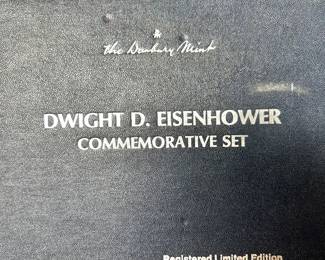 the Danbury Mint
DWIGHT D. EISENHOWER
COMMEMORATIVE SET
Registered Limited Edition